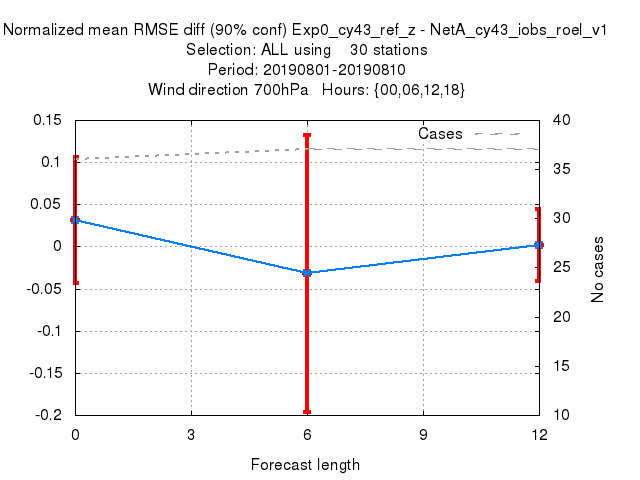 Normalized mean RMSE diff (90% conf) Exp0_cy43_ref_z - NetA_cy43_iobs_roel_v1
Selection: ALL using 30 stations
Period: 20190801-20190810
Wind direction 700hPa Hours: {00,06,12,18}
Cases
0.15
0.1
0.05
0
-0.05
-0.1
-0.15
-0.2
40
35
30
25
20
15
10
No cases
0 3 6 9 12
Forecast length